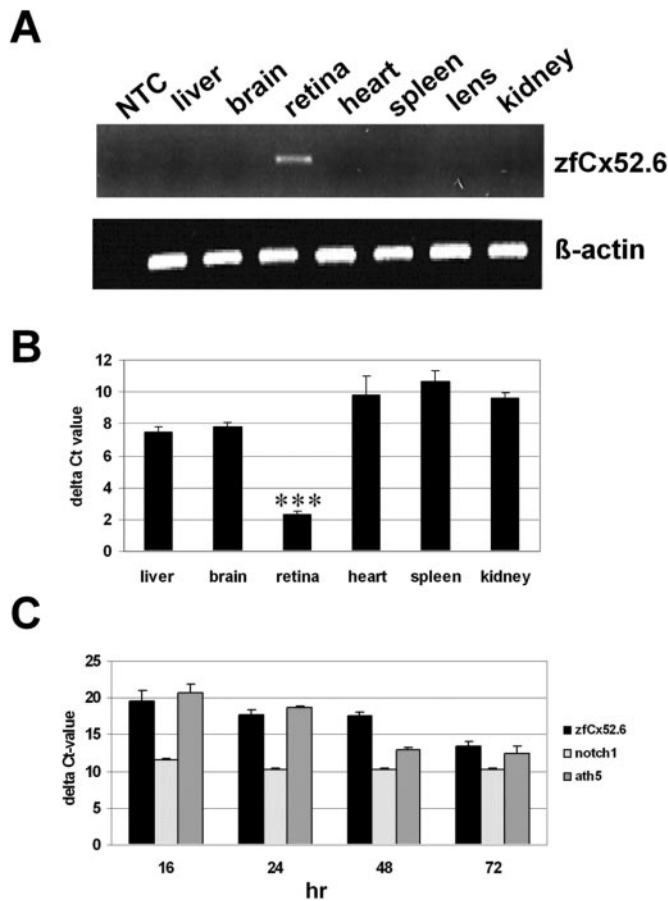 A
NTC liver brain retina heart spleen lens kidney
zfCx52.6
ß-actin
B
delta Ct value
12
10
8
6
4
2
0
***
liver brain retina heart spleen kidney
C
delta Ct-value
25
20
15
10
5
0
zfCx52.6
notch1
ath5
16 24 48 72
hr